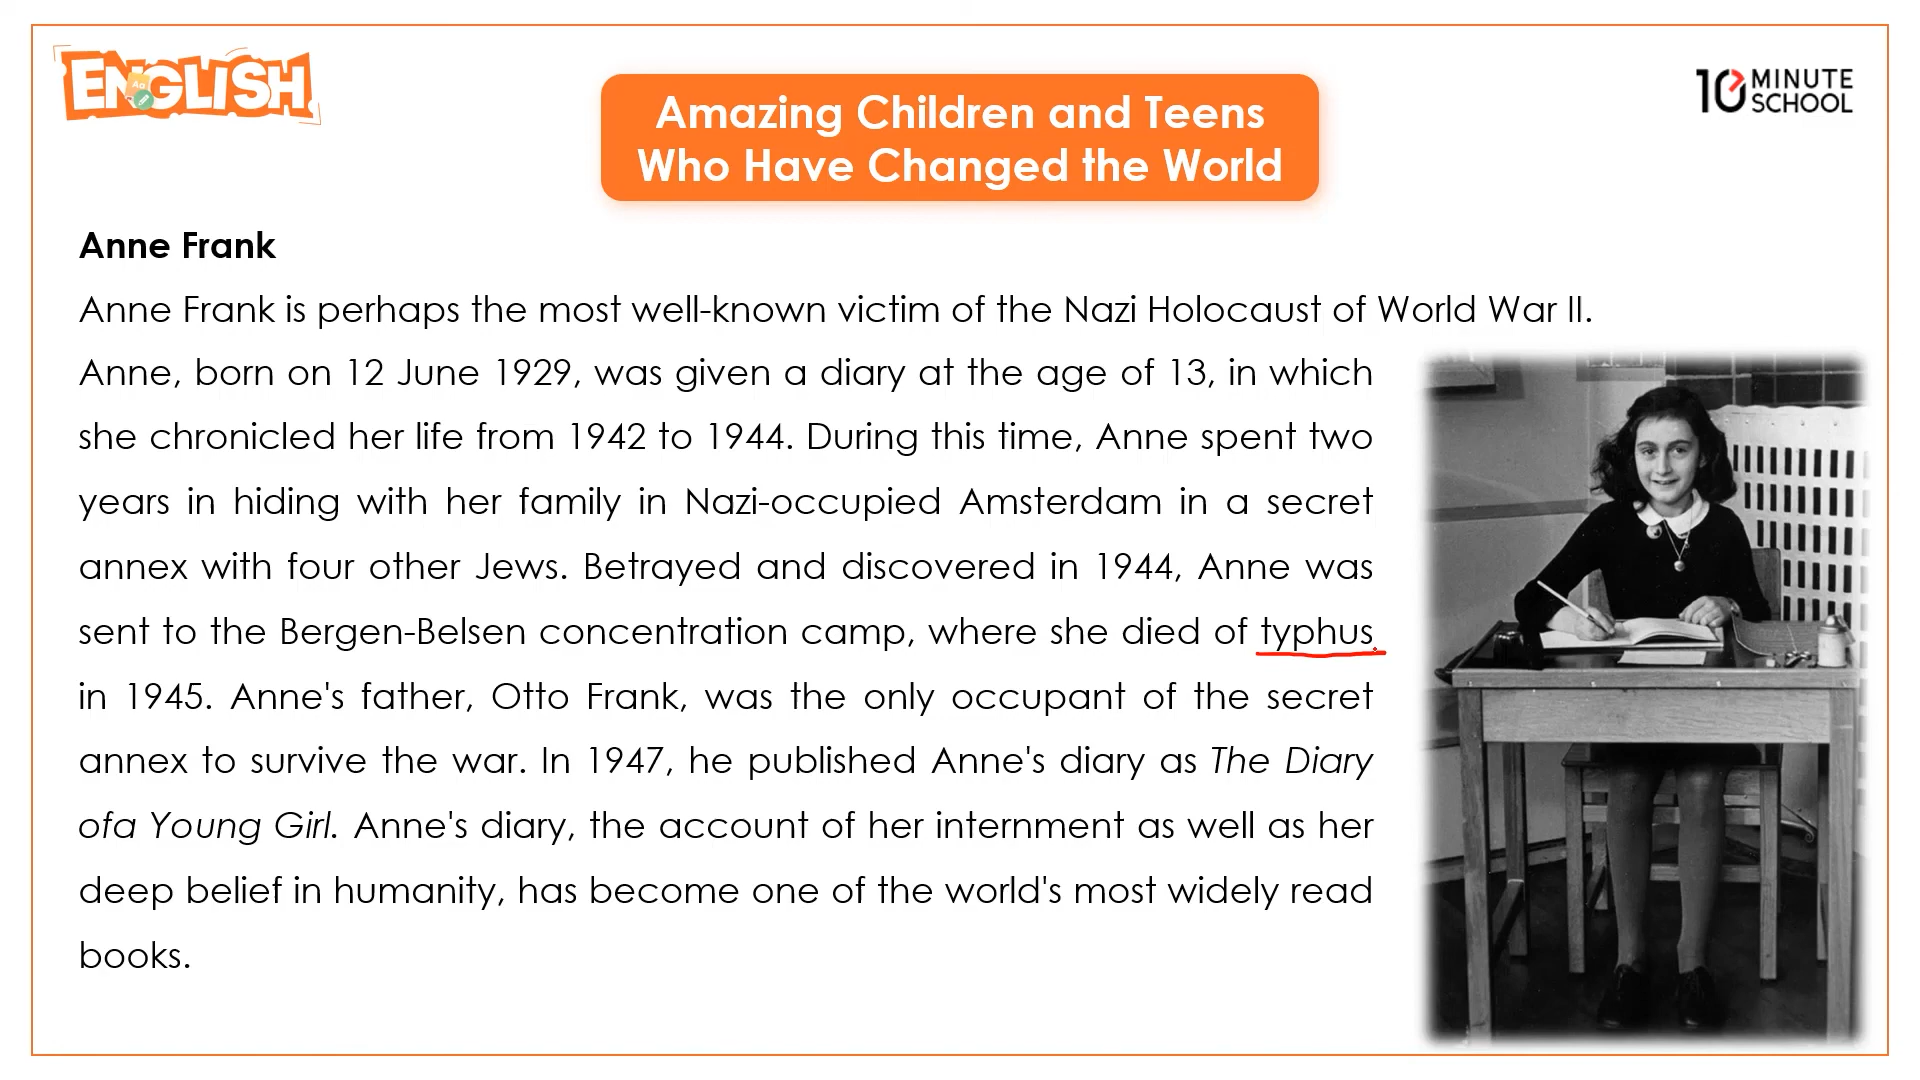 ENGLISH
10 MINUTE SCHOOL
Amazing Children and Teens
Who Have Changed the World
Anne Frank
Anne Frank is perhaps the most well-known victim of the Nazi Holocaust of World War II.
Anne, born on 12 June 1929, was given a diary at the age of 13, in which
she chronicled her life from 1942 to 1944. During this time, Anne spent two
years in hiding with her family in Nazi-occupied Amsterdam in a secret
annex with four other Jews. Betrayed and discovered in 1944, Anne was
sent to the Bergen-Belsen concentration camp, where she died of typhus
in 1945. Anne's father, Otto Frank, was the only occupant of the secret
annex to survive the war. In 1947, he published Anne's diary as The Diary
ofa Young Girl. Anne's diary, the account of her internment as well as her
deep belief in humanity, has become one of the world's most widely read
books.